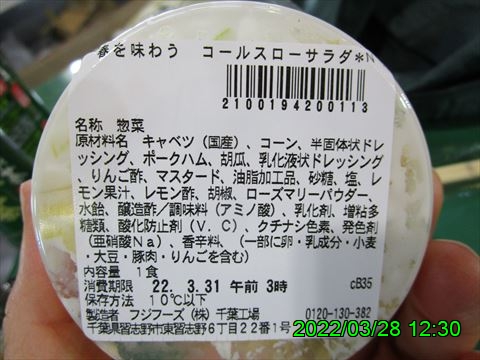 春を味わう コールスローサラダ*N
2100194200113
名称 惣菜
原材料名 キャベツ(国産)、コーン、半固体状ドレ
ッシング、ポークハム、胡瓜、乳化液状ドレッシング
、りんご酢、マスタード、油脂加工品、砂糖、塩、レ
モン果汁、レモン酢、胡椒、ローズマリーパウダー、
水飴、醸造酢/調味料(アミノ酸)、乳化剤、増粘多
糖類、酸化防止剤(V.C)、クチナシ色素、発色剤
(亜硝酸Na)、香辛料、(一部に卵・乳成分・小麦
・大豆・豚肉・りんごを含む)
内容量 1食
消費期限 22. 3.31 午前 3時
cB35
保存方法 10℃以下
製造者 フジフーズ(株)千葉工場 0120-130-382
千葉県習志野市東習志野6丁目22番1号
2022/03/28 12:30